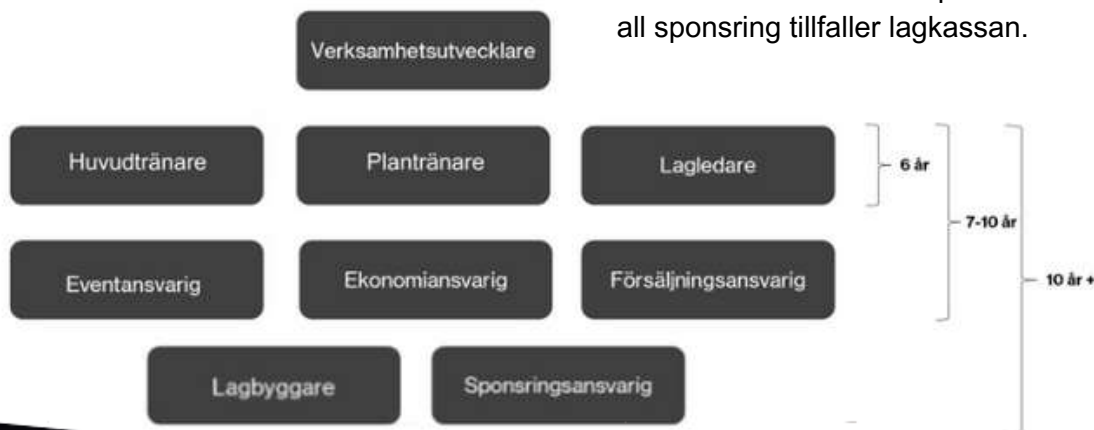 all sponsring tillfaller lagkassan.
Verksamhetsutvecklare
Huvudtränare
Plantränare
Lagledare
6 år
7-10 år
Eventansvarig
Ekonomiansvarig
Försäljningsansvarig
10 år +
Lagbyggare
Sponsringsansvarig